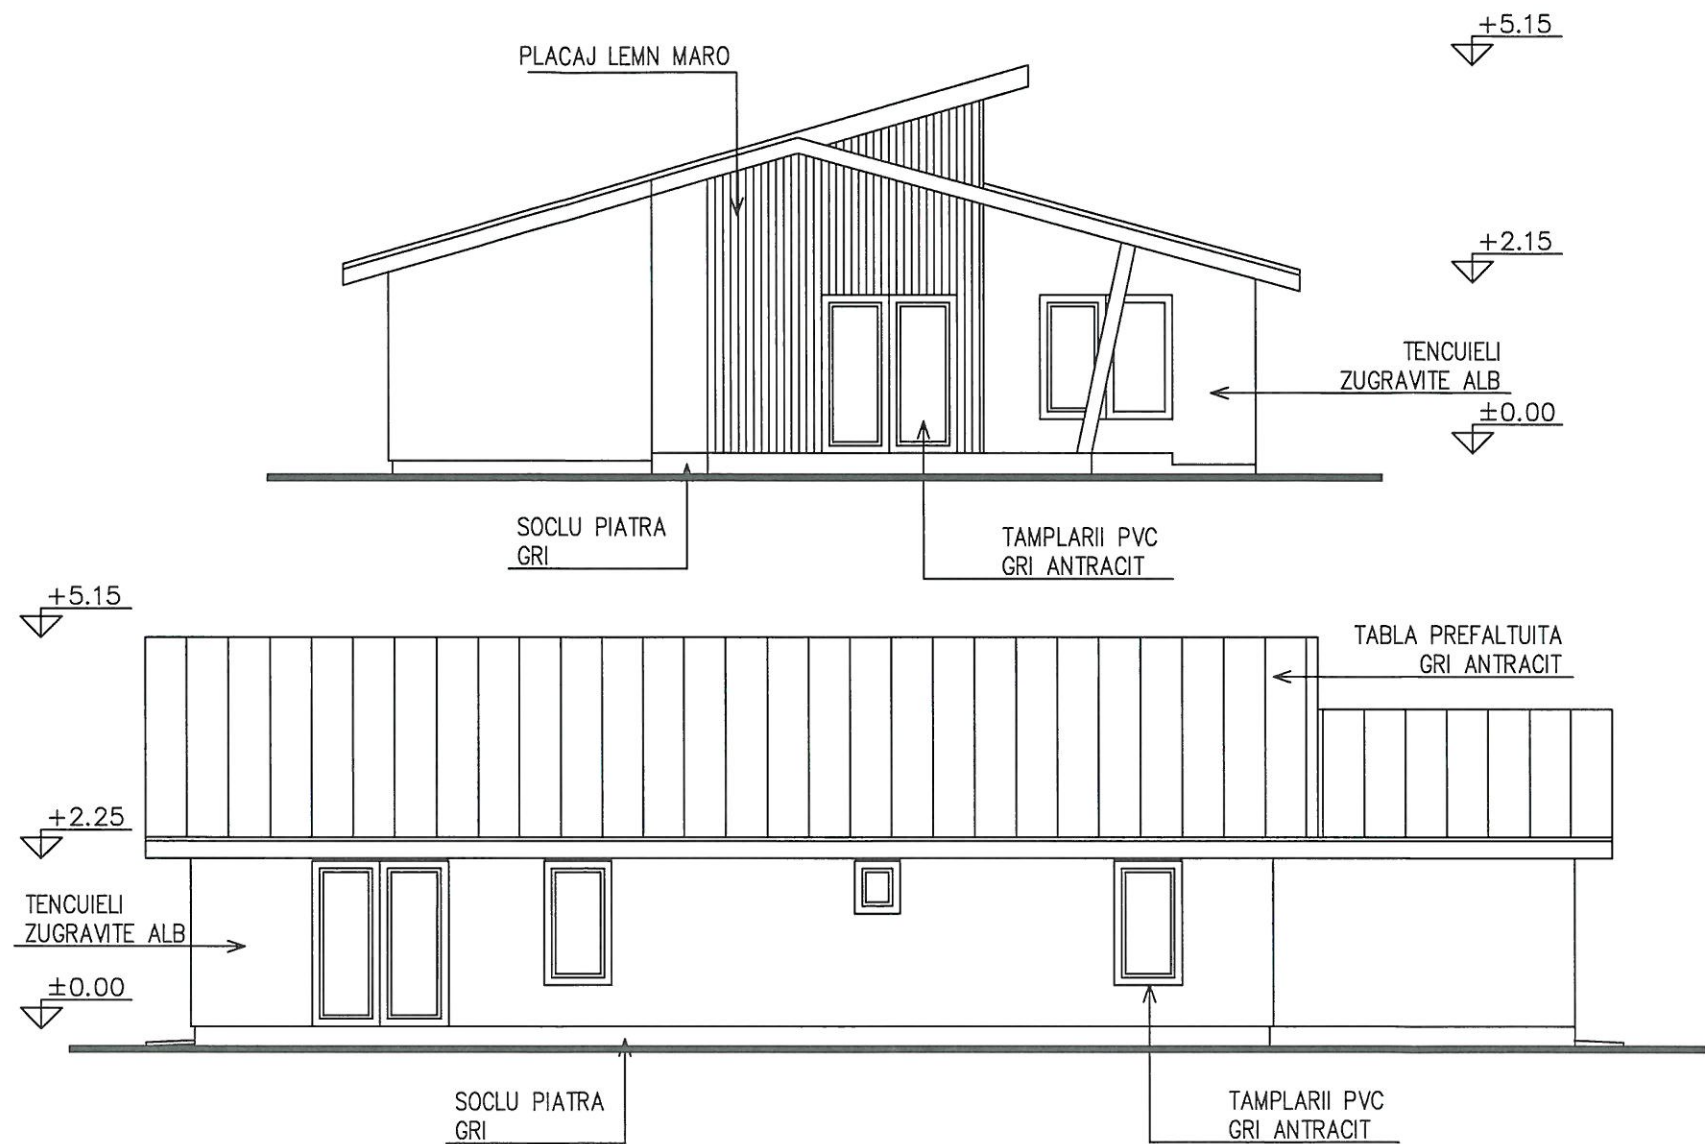 +5.15
PLACAJ LEMN MARO
+2.15
TENCUIELI
ZUGRAVITE ALB
±0.00
SOCLU PIATRA
GRI
TAMPLARII PVC
GRI ANTRACIT
+5.15
TABLA PREFALTUITA
GRI ANTRACIT
+2.25
TENCUIELI
ZUGRAVITE ALB
±0.00
SOCLU PIATRA
GRI
TAMPLARII PVC
GRI ANTRACIT